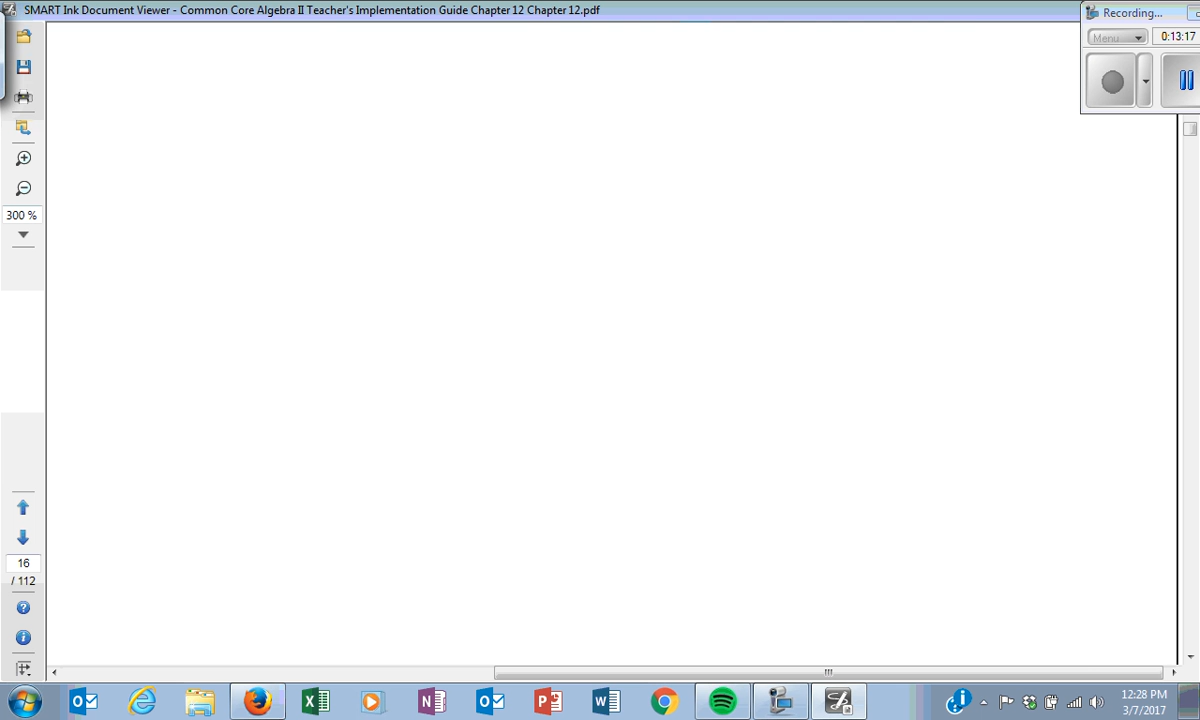 SMART Ink Document Viewer - Common Core Algebra II Teacher's Implementation Guide Chapter 12 Chapter 12.pdf
Recording...
Menu
0:13:17
300 %
16
/ 112
12:28 PM
3/7/2017